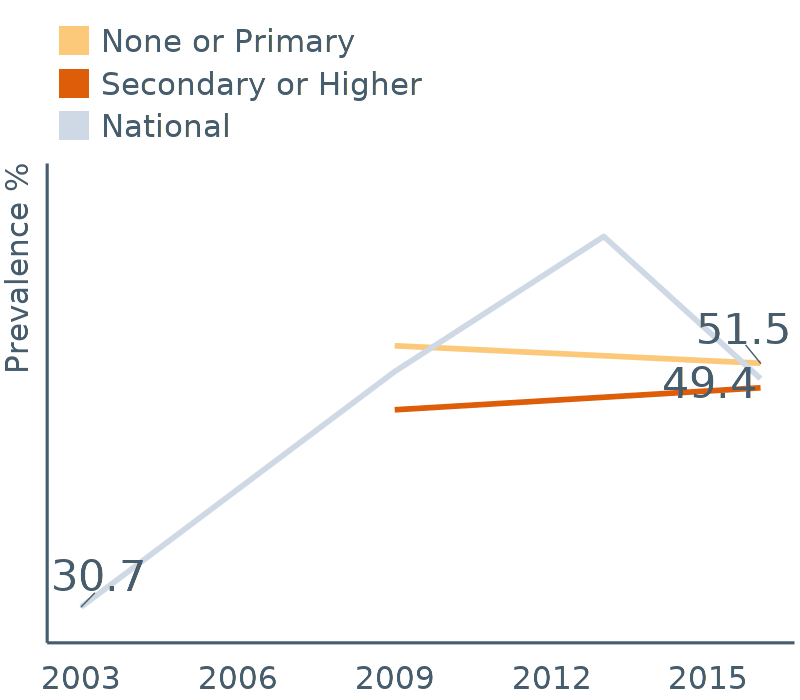 None or Primary
Secondary or Higher
National
Prevalence %
51.5
49.4
30.7
2003 2006 2009 2012 2015